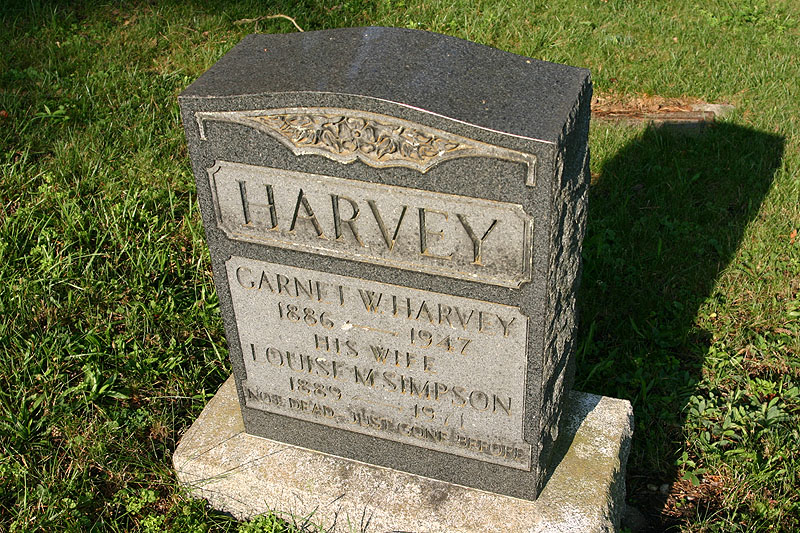 HARVEY
GARNET W. HARVEY
1886 — 1947
HIS WIFE
LOUISE M. SIMPSON
1889 — 1971
NOT DEAD, JUST GONE BEFORE